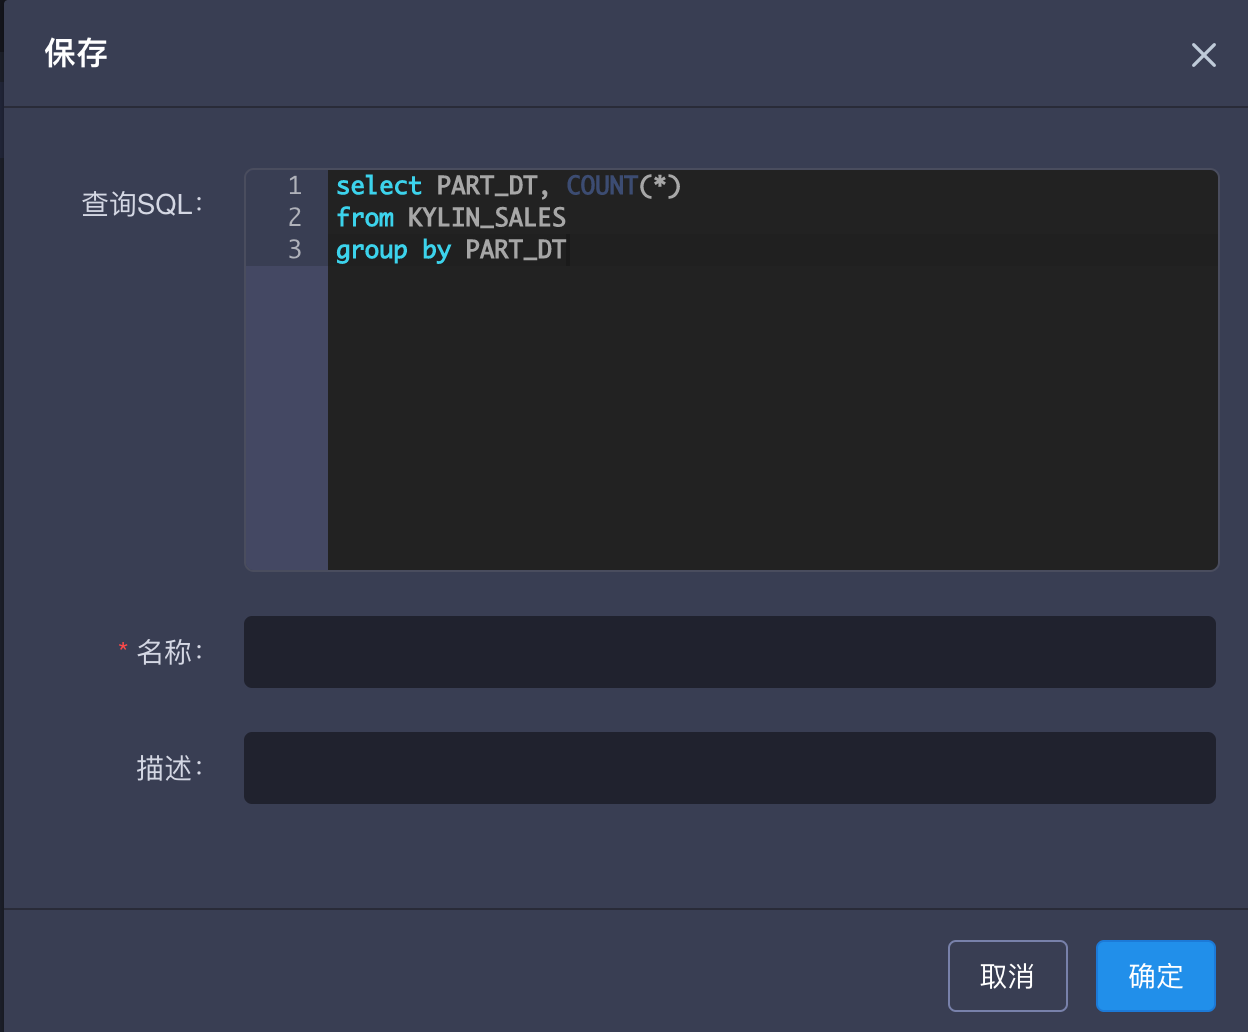 保存
查询SQL:
1 select PART_DT, COUNT(*)
2 from KYLIN_SALES
3 group by PART_DT
* 名称:
描述:
取消 确定